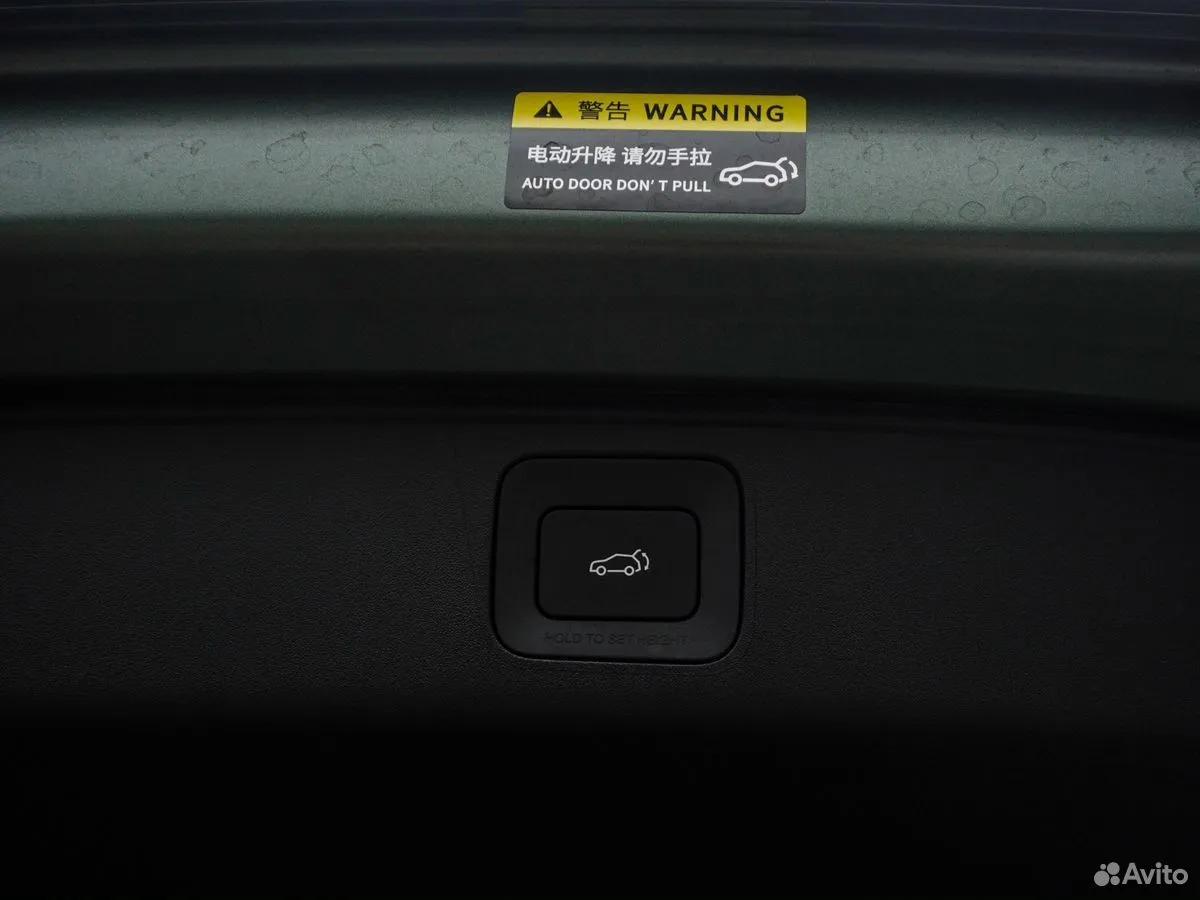 警告 WARNING
电动升降 请勿手拉
AUTO DOOR DON'T PULL
HOLD TO SET HEIGHT
Avito